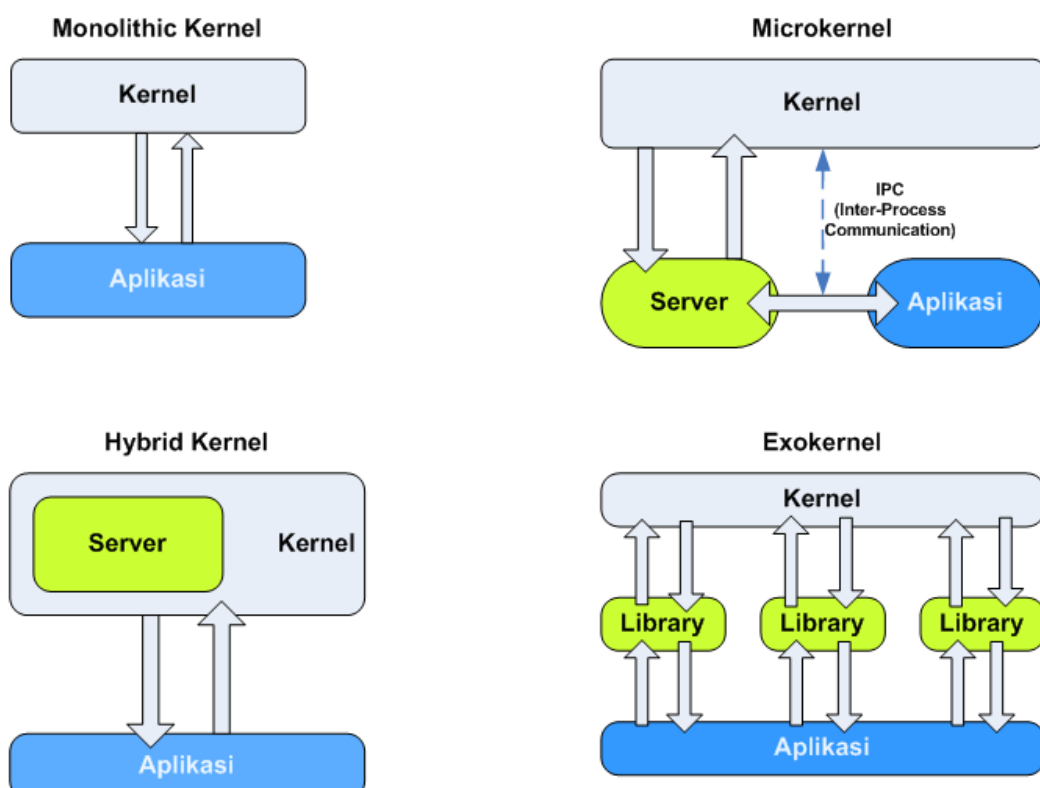 Monolithic Kernel
Kernel
Aplikasi
Microkernel
Kernel
IPC
(Inter-Process
Communication)
Server
Aplikasi
Hybrid Kernel
Server
Kernel
Aplikasi
Exokernel
Kernel
Library
Library
Library
Aplikasi